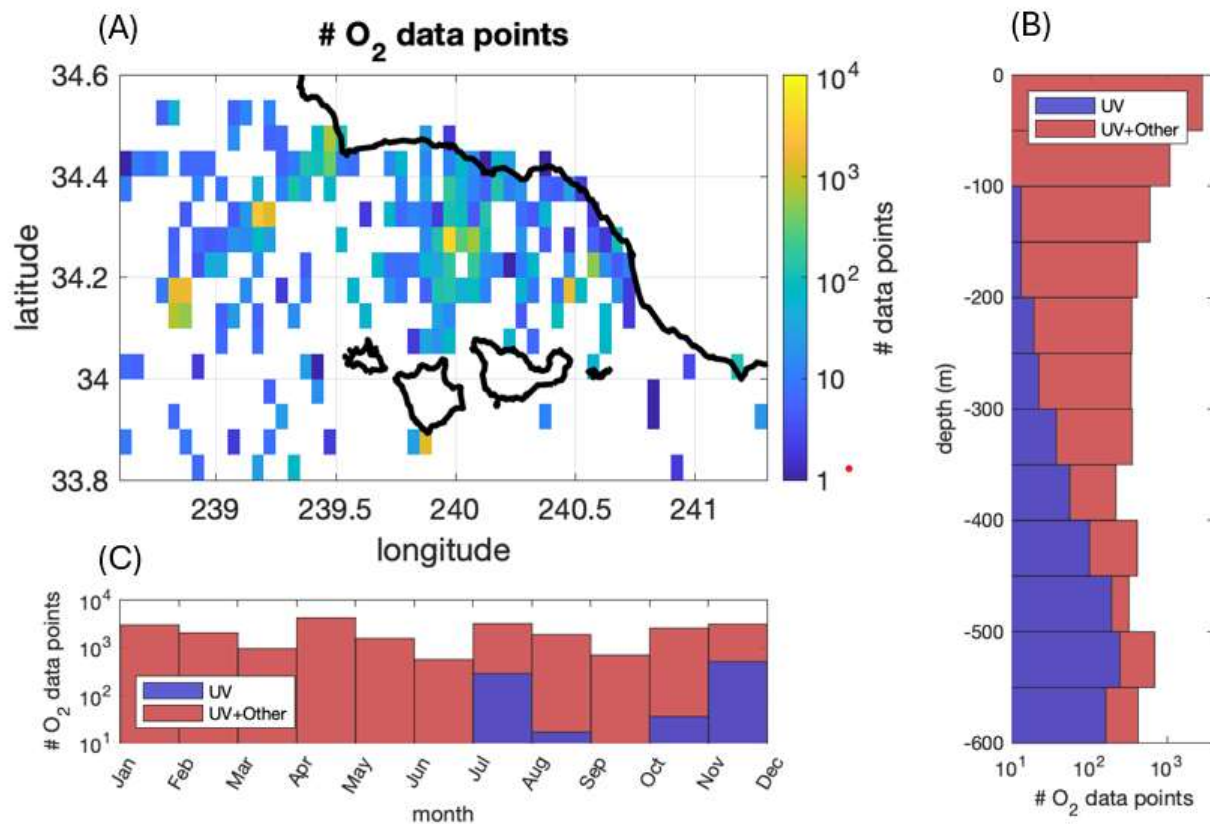 (A)
# O2 data points
34.6
34.4
34.2
34
33.8
latitude
239
239.5
240
240.5
241
longitude
10^4
10^3
10^2
10
1
# data points
(B)
0
-100
-200
-300
-400
-500
-600
depth (m)
UV
UV+Other
10^1
10^2
10^3
# O2 data points
(C)
10^4
10^3
10^2
10^1
# O2 data points
UV
UV+Other
Jan
Feb
Mar
Apr
May
Jun
Jul
Aug
Sep
Oct
Nov
Dec
month